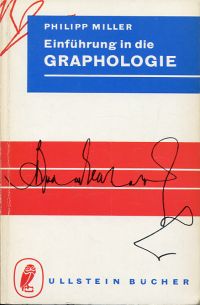 PHILIPP MILLER
Einführung in die
GRAPHOLOGIE
ULLSTEIN BÜCHER